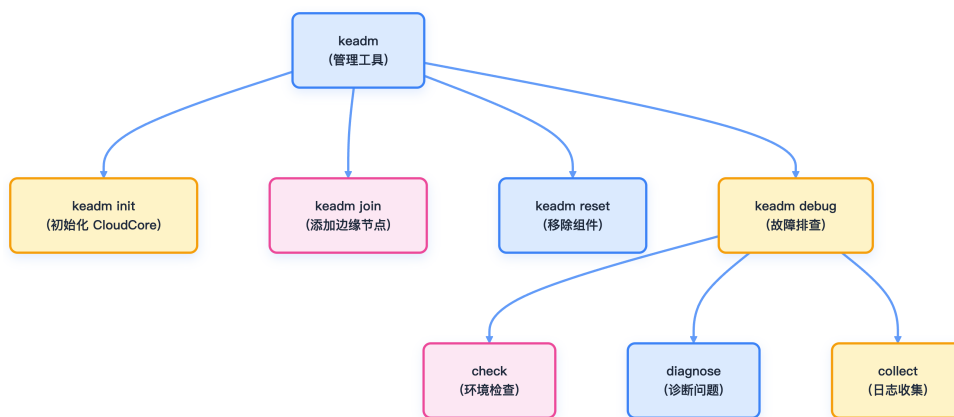 keadm
(管理工具)
keadm init
(初始化 CloudCore)
keadm join
(添加边缘节点)
keadm reset
(移除组件)
keadm debug
(故障排查)
check
(环境检查)
diagnose
(诊断问题)
collect
(日志收集)